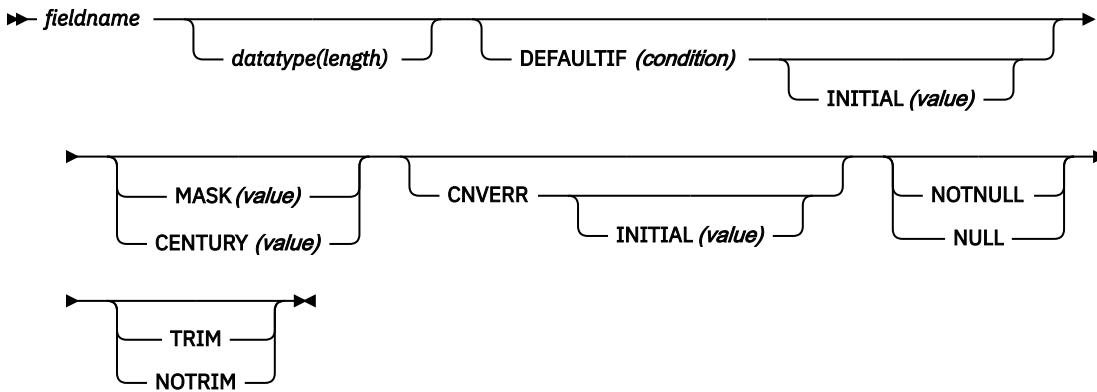 fieldname
datatype(length)
DEFAULTIF (condition)
INITIAL (value)
MASK (value)
CENTURY (value)
CNVERR
INITIAL (value)
NOTNULL
NULL
TRIM
NOTRIM